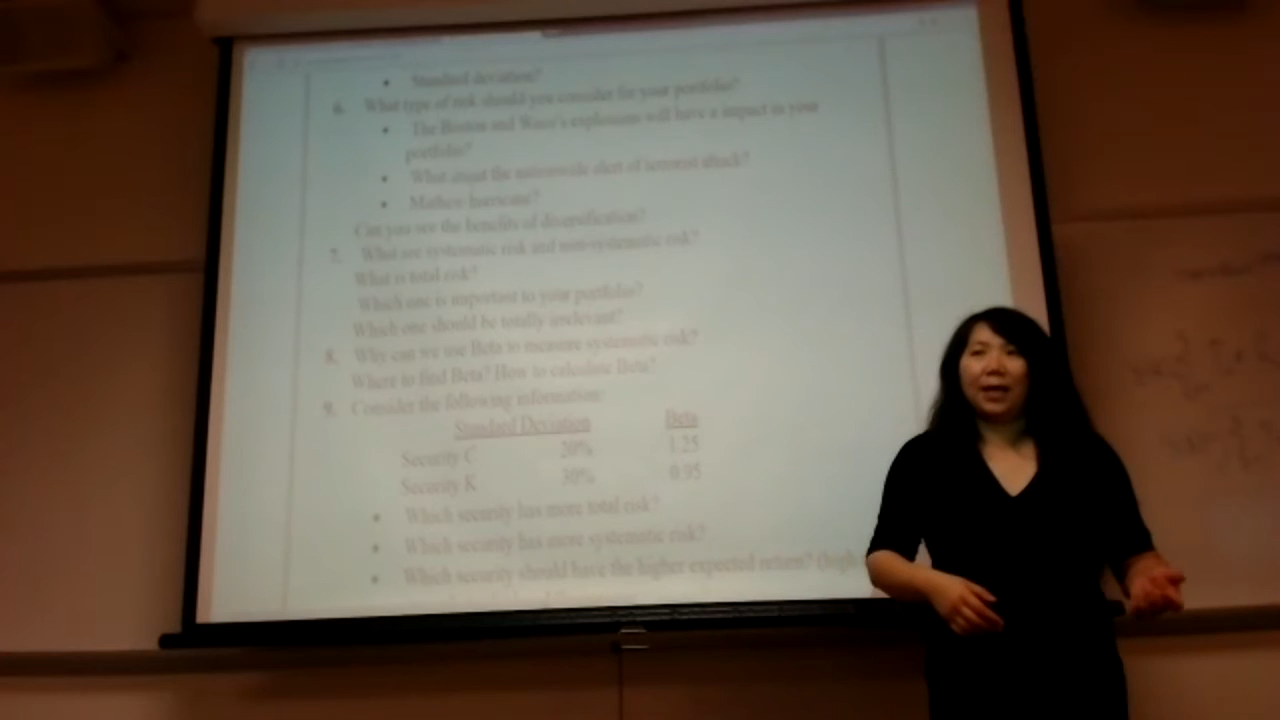 • Standard deviation?
6. What type of risk should you consider for your portfolio?
• The Boston and Waco's explosions will have a impact in your
portfolio?
• What about the nationwide alert of terrorist attack?
• Mathew hurricane?
Can you see the benefits of diversification?
7. What are systematic risk and non-systematic risk?
What is total risk?
Which one is important to your portfolio?
Which one should be totally irrelevant?
8. Why can we use Beta to measure systematic risk?
Where to find Beta? How to calculate Beta?
9. Consider the following information:
Standard Deviation Beta
Security C 20% 1.25
Security K 30% 0.95
• Which security has more total risk?
• Which security has more systematic risk?
• Which security should have the higher expected return? (high